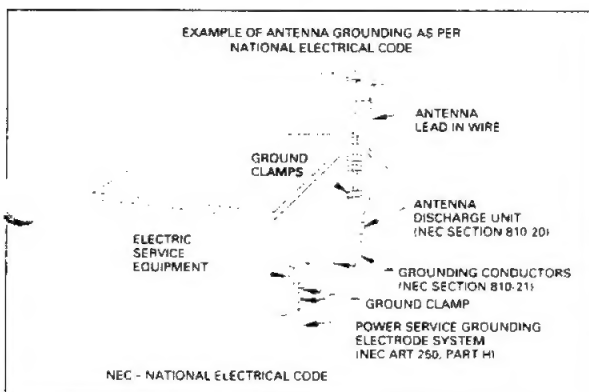 EXAMPLE OF ANTENNA GROUNDING AS PER
NATIONAL ELECTRICAL CODE
ANTENNA
LEAD IN WIRE
GROUND
CLAMPS
ANTENNA
DISCHARGE UNIT
(NEC SECTION 810-20)
ELECTRIC
SERVICE
EQUIPMENT
GROUNDING CONDUCTORS
(NEC SECTION 810-21)
GROUND CLAMP
POWER SERVICE GROUNDING
ELECTRODE SYSTEM
(NEC ART 250, PART H)
NEC - NATIONAL ELECTRICAL CODE